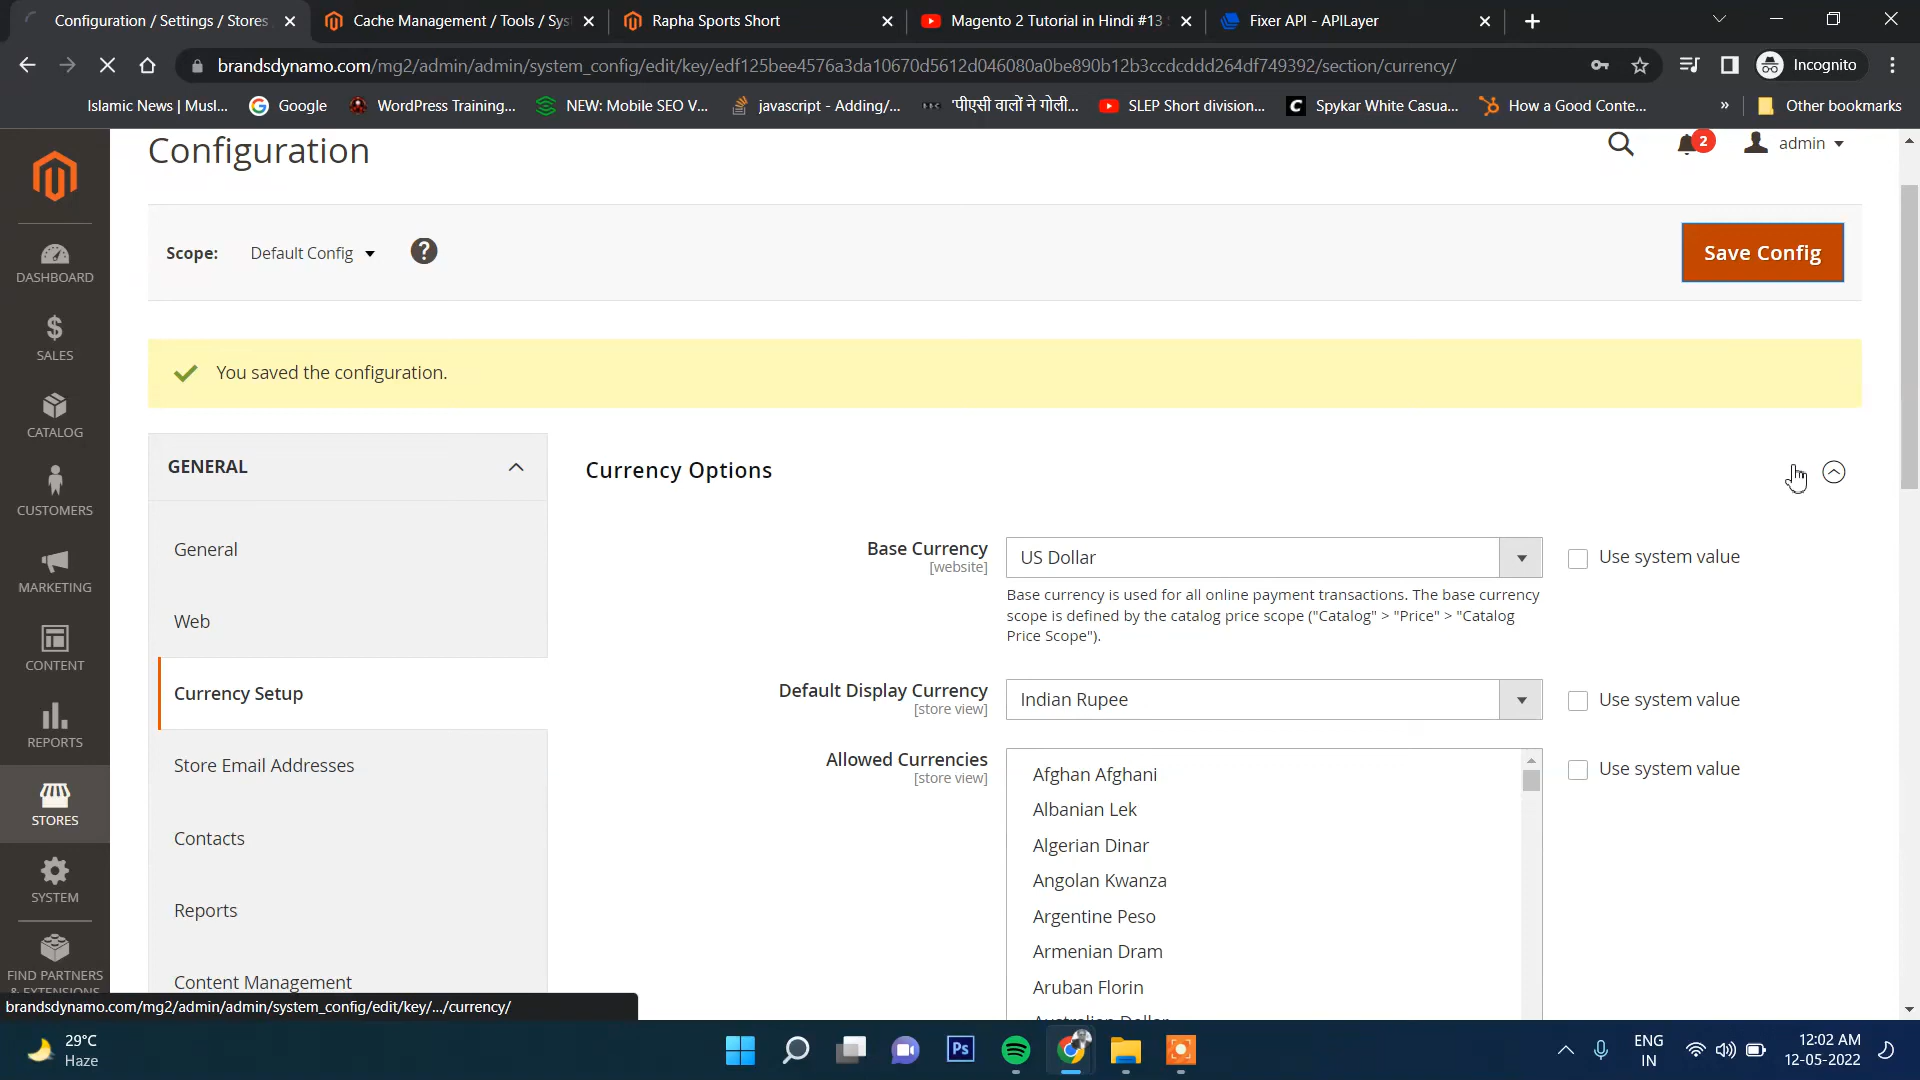 Configuration / Settings / Stores
Cache Management / Tools / Sys
Rapha Sports Short
Magento 2 Tutorial in Hindi #13
Fixer API - APILayer
brandsdynamo.com/mg2/admin/admin/system_config/edit/key/edf125bee4576a3da10670d5612d046080a0be890b12b3ccdcddd264df749392/section/currency/
Incognito
Islamic News | Musl...
Google
WordPress Training...
NEW: Mobile SEO V...
javascript - Adding/...
'पीएसी वालों ने गोली...
SLEP Short division...
Spykar White Casua...
How a Good Conte...
»
Other bookmarks
Configuration
2
admin
Scope:
Default Config
?
Save Config
You saved the configuration.
DASHBOARD
SALES
CATALOG
CUSTOMERS
MARKETING
CONTENT
REPORTS
STORES
SYSTEM
FIND PARTNERS
& EXTENSIONS
GENERAL
General
Web
Currency Setup
Store Email Addresses
Contacts
Reports
Content Management
Currency Options
Base Currency
[website]
US Dollar
Use system value
Base currency is used for all online payment transactions. The base currency
scope is defined by the catalog price scope ("Catalog" > "Price" > "Catalog
Price Scope").
Default Display Currency
[store view]
Indian Rupee
Use system value
Allowed Currencies
[store view]
Use system value
Afghan Afghani
Albanian Lek
Algerian Dinar
Angolan Kwanza
Argentine Peso
Armenian Dram
Aruban Florin
Australian Dollar
brandsdynamo.com/mg2/admin/admin/system_config/edit/key/.../currency/
29°C
Haze
Ps
ENG
IN
12:02 AM
12-05-2022